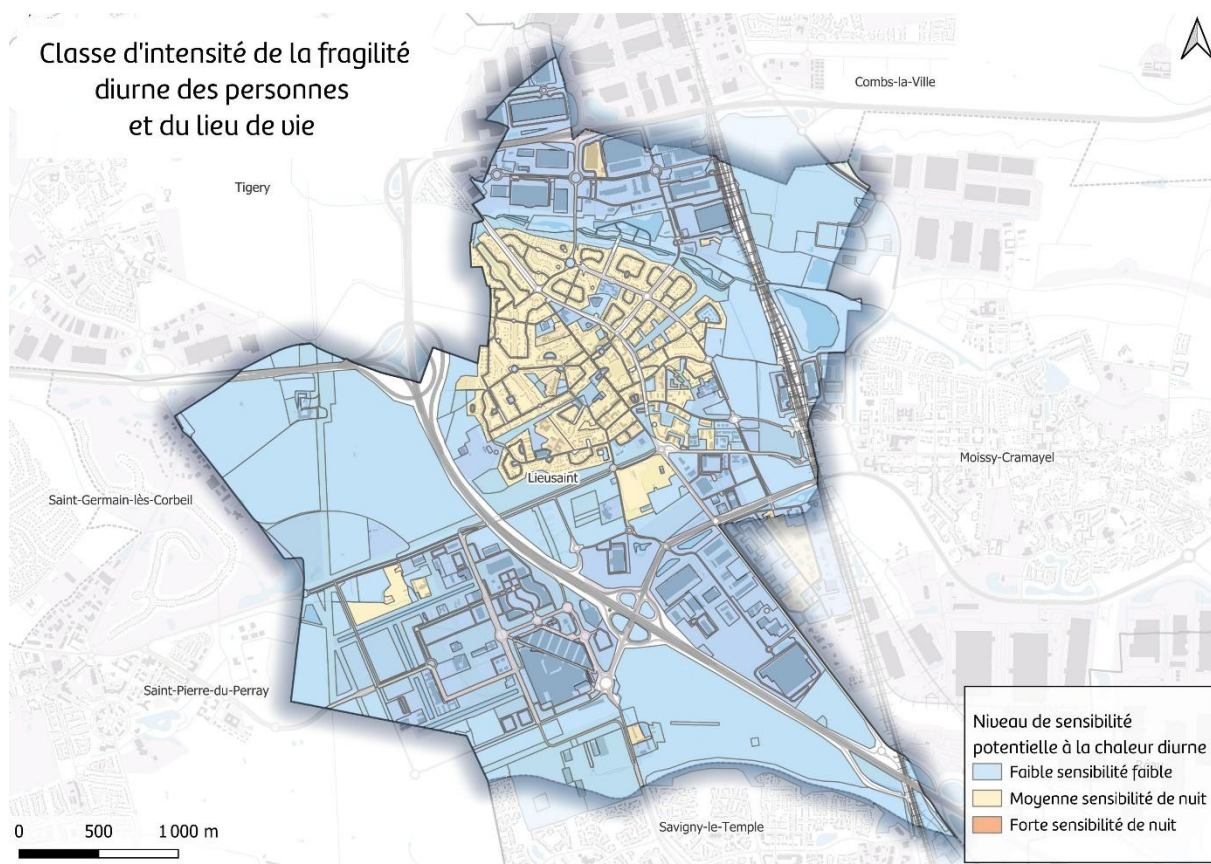 Classe d'intensité de la fragilité
diurne des personnes
et du lieu de vie
Combs-la-Ville
Tigery
Moissy-Cramayel
Lieusaint
Saint-Germain-lès-Corbeil
Saint-Pierre-du-Perray
Savigny-le-Temple
Niveau de sensibilité
potentielle à la chaleur diurne
Faible sensibilité faible
Moyenne sensibilité de nuit
Forte sensibilité de nuit
0 500 1 000 m